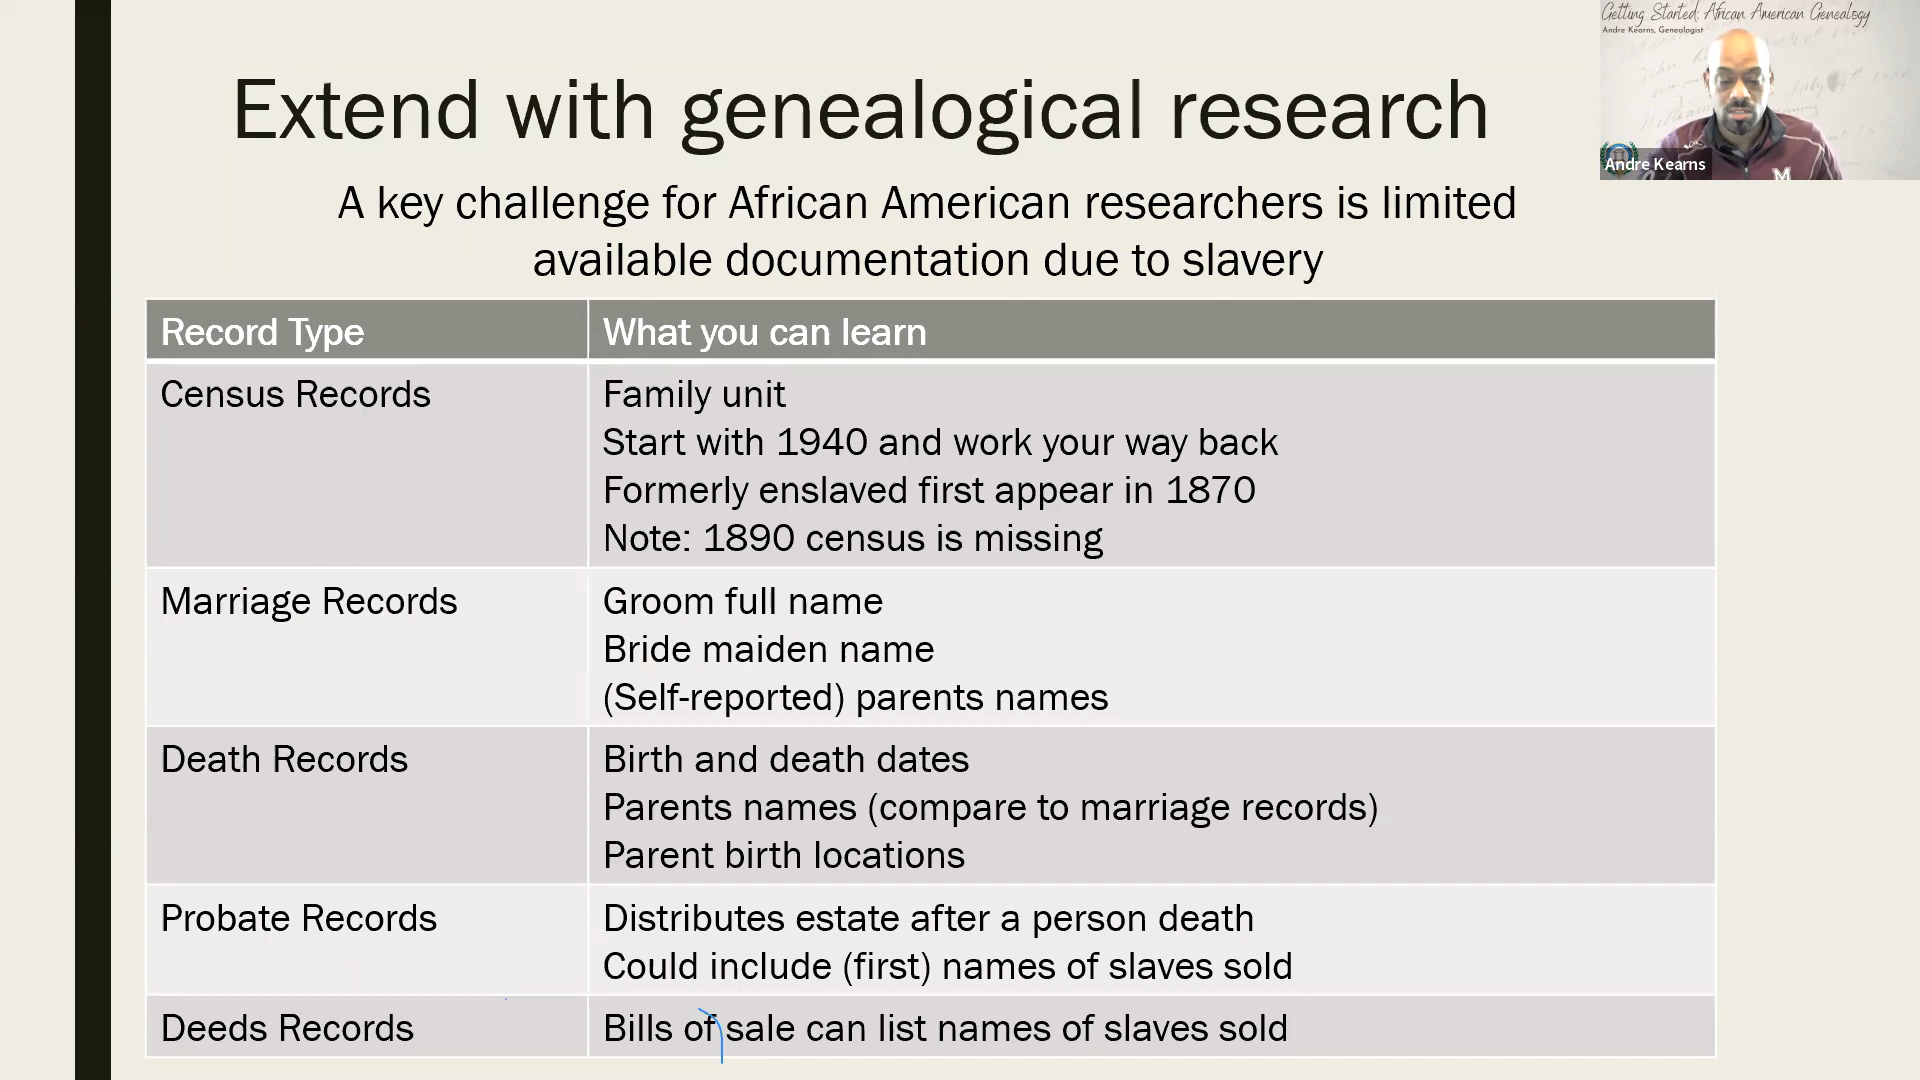 Getting Started: African American Genealogy
Andre Kearns, Genealogist
Andre Kearns
M
Extend with genealogical research
A key challenge for African American researchers is limited
available documentation due to slavery
Record Type
What you can learn
Census Records
Family unit
Start with 1940 and work your way back
Formerly enslaved first appear in 1870
Note: 1890 census is missing
Marriage Records
Groom full name
Bride maiden name
(Self-reported) parents names
Death Records
Birth and death dates
Parents names (compare to marriage records)
Parent birth locations
Probate Records
Distributes estate after a person death
Could include (first) names of slaves sold
Deeds Records
Bills of sale can list names of slaves sold